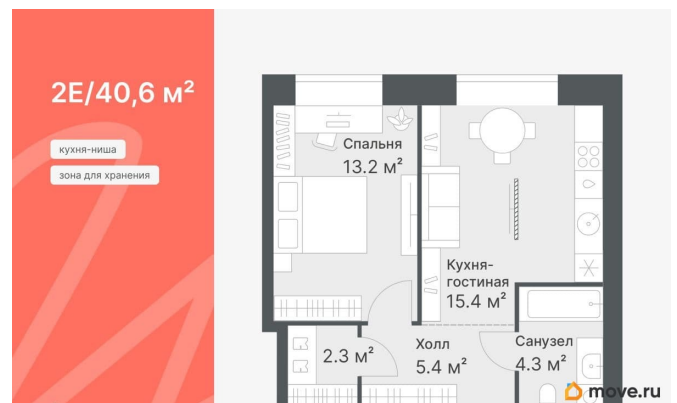 2Е/40,6 м²
кухня-ниша
зона для хранения
Спальня
13.2 м²
Кухня-
гостиная
15.4 м²
2.3 м²
Холл
5.4 м²
Санузел
4.3 м²
move.ru